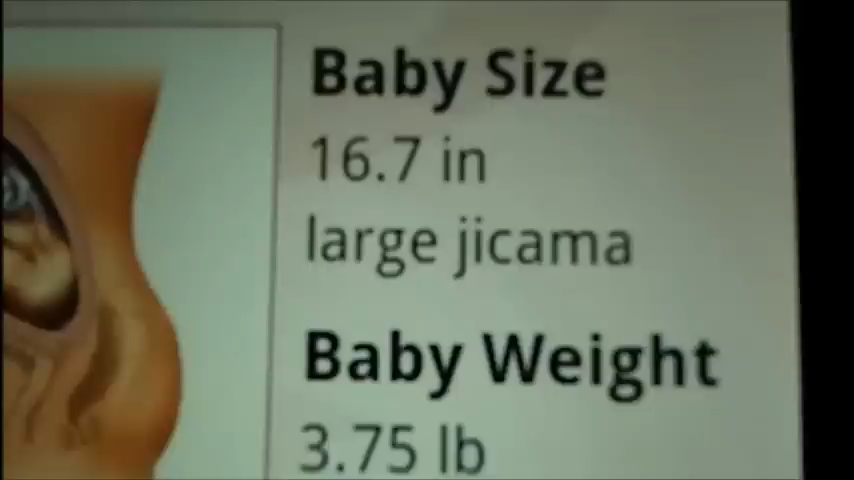 Baby Size
16.7 in
large jicama
Baby Weight
3.75 lb